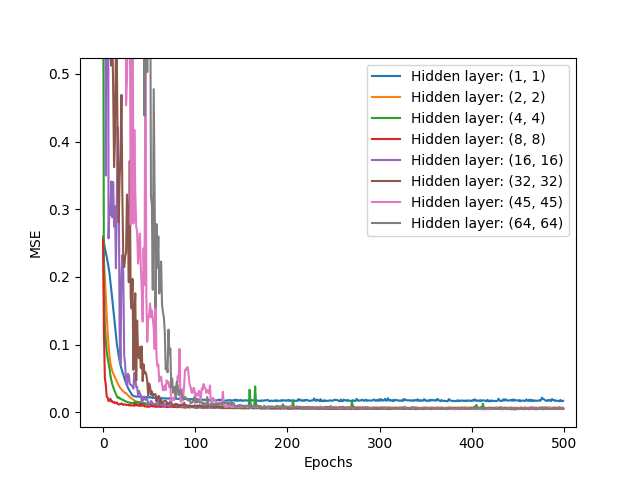 0.5
0.4
0.3
0.2
0.1
0.0
MSE
0
100
200
300
400
500
Epochs
Hidden layer: (1, 1)
Hidden layer: (2, 2)
Hidden layer: (4, 4)
Hidden layer: (8, 8)
Hidden layer: (16, 16)
Hidden layer: (32, 32)
Hidden layer: (45, 45)
Hidden layer: (64, 64)